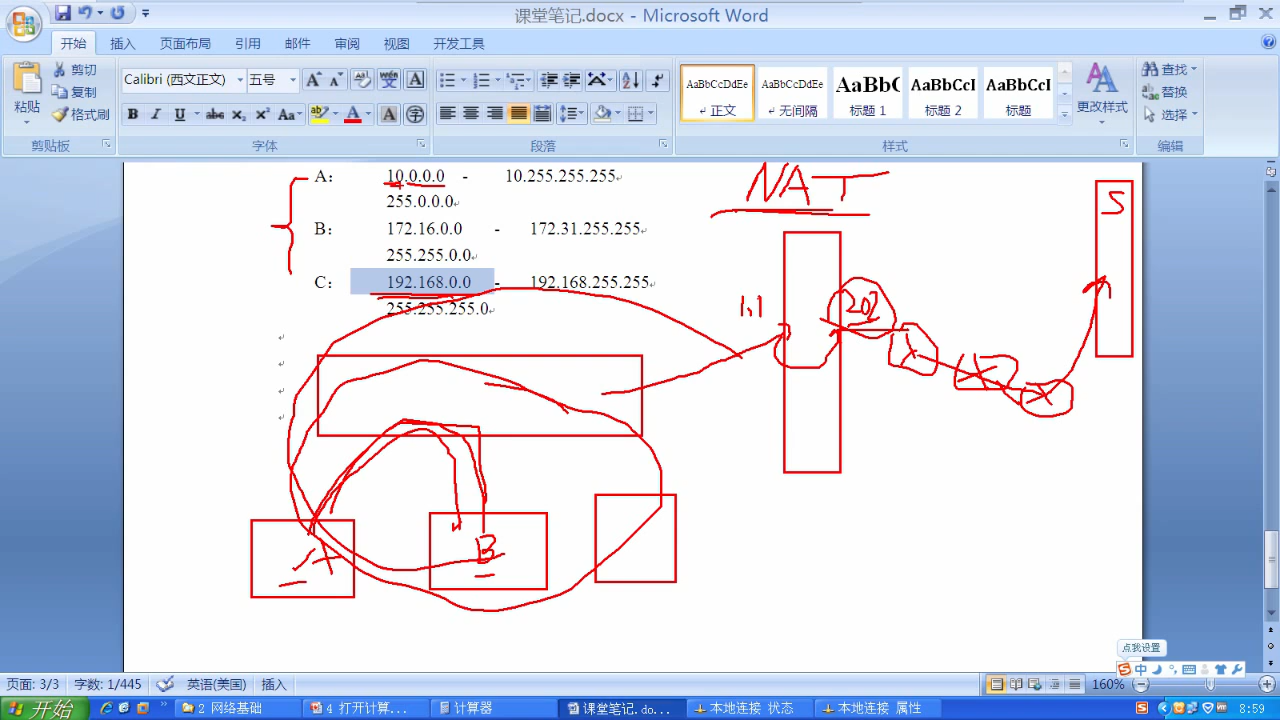 课堂笔记.docx - Microsoft Word
开始 插入 页面布局 引用 邮件 审阅 视图 开发工具
粘贴 剪切 复制 格式刷
Calibri (西文正文) 五号
AaBbCcDdEe AaBbCcDdEe AaBbC AaBbCcI AaBbCcI
正文 无间隔 标题 1 标题 2 标题
更改样式
查找 替换 选择
剪贴板 字体 段落 样式 编辑
A: 10.0.0.0 - 10.255.255.255
255.0.0.0
B: 172.16.0.0 - 172.31.255.255
255.255.0.0
C: 192.168.0.0 - 192.168.255.255
255.255.255.0
NAT
S
1.1
202
A
B
点我设置
中
页面: 3/3 字数: 1/445 英语(美国) 插入 160%
开始 2 网络基础 4 打开计算... 计算器 课堂笔记.do... 本地连接 状态 本地连接 属性 8:59